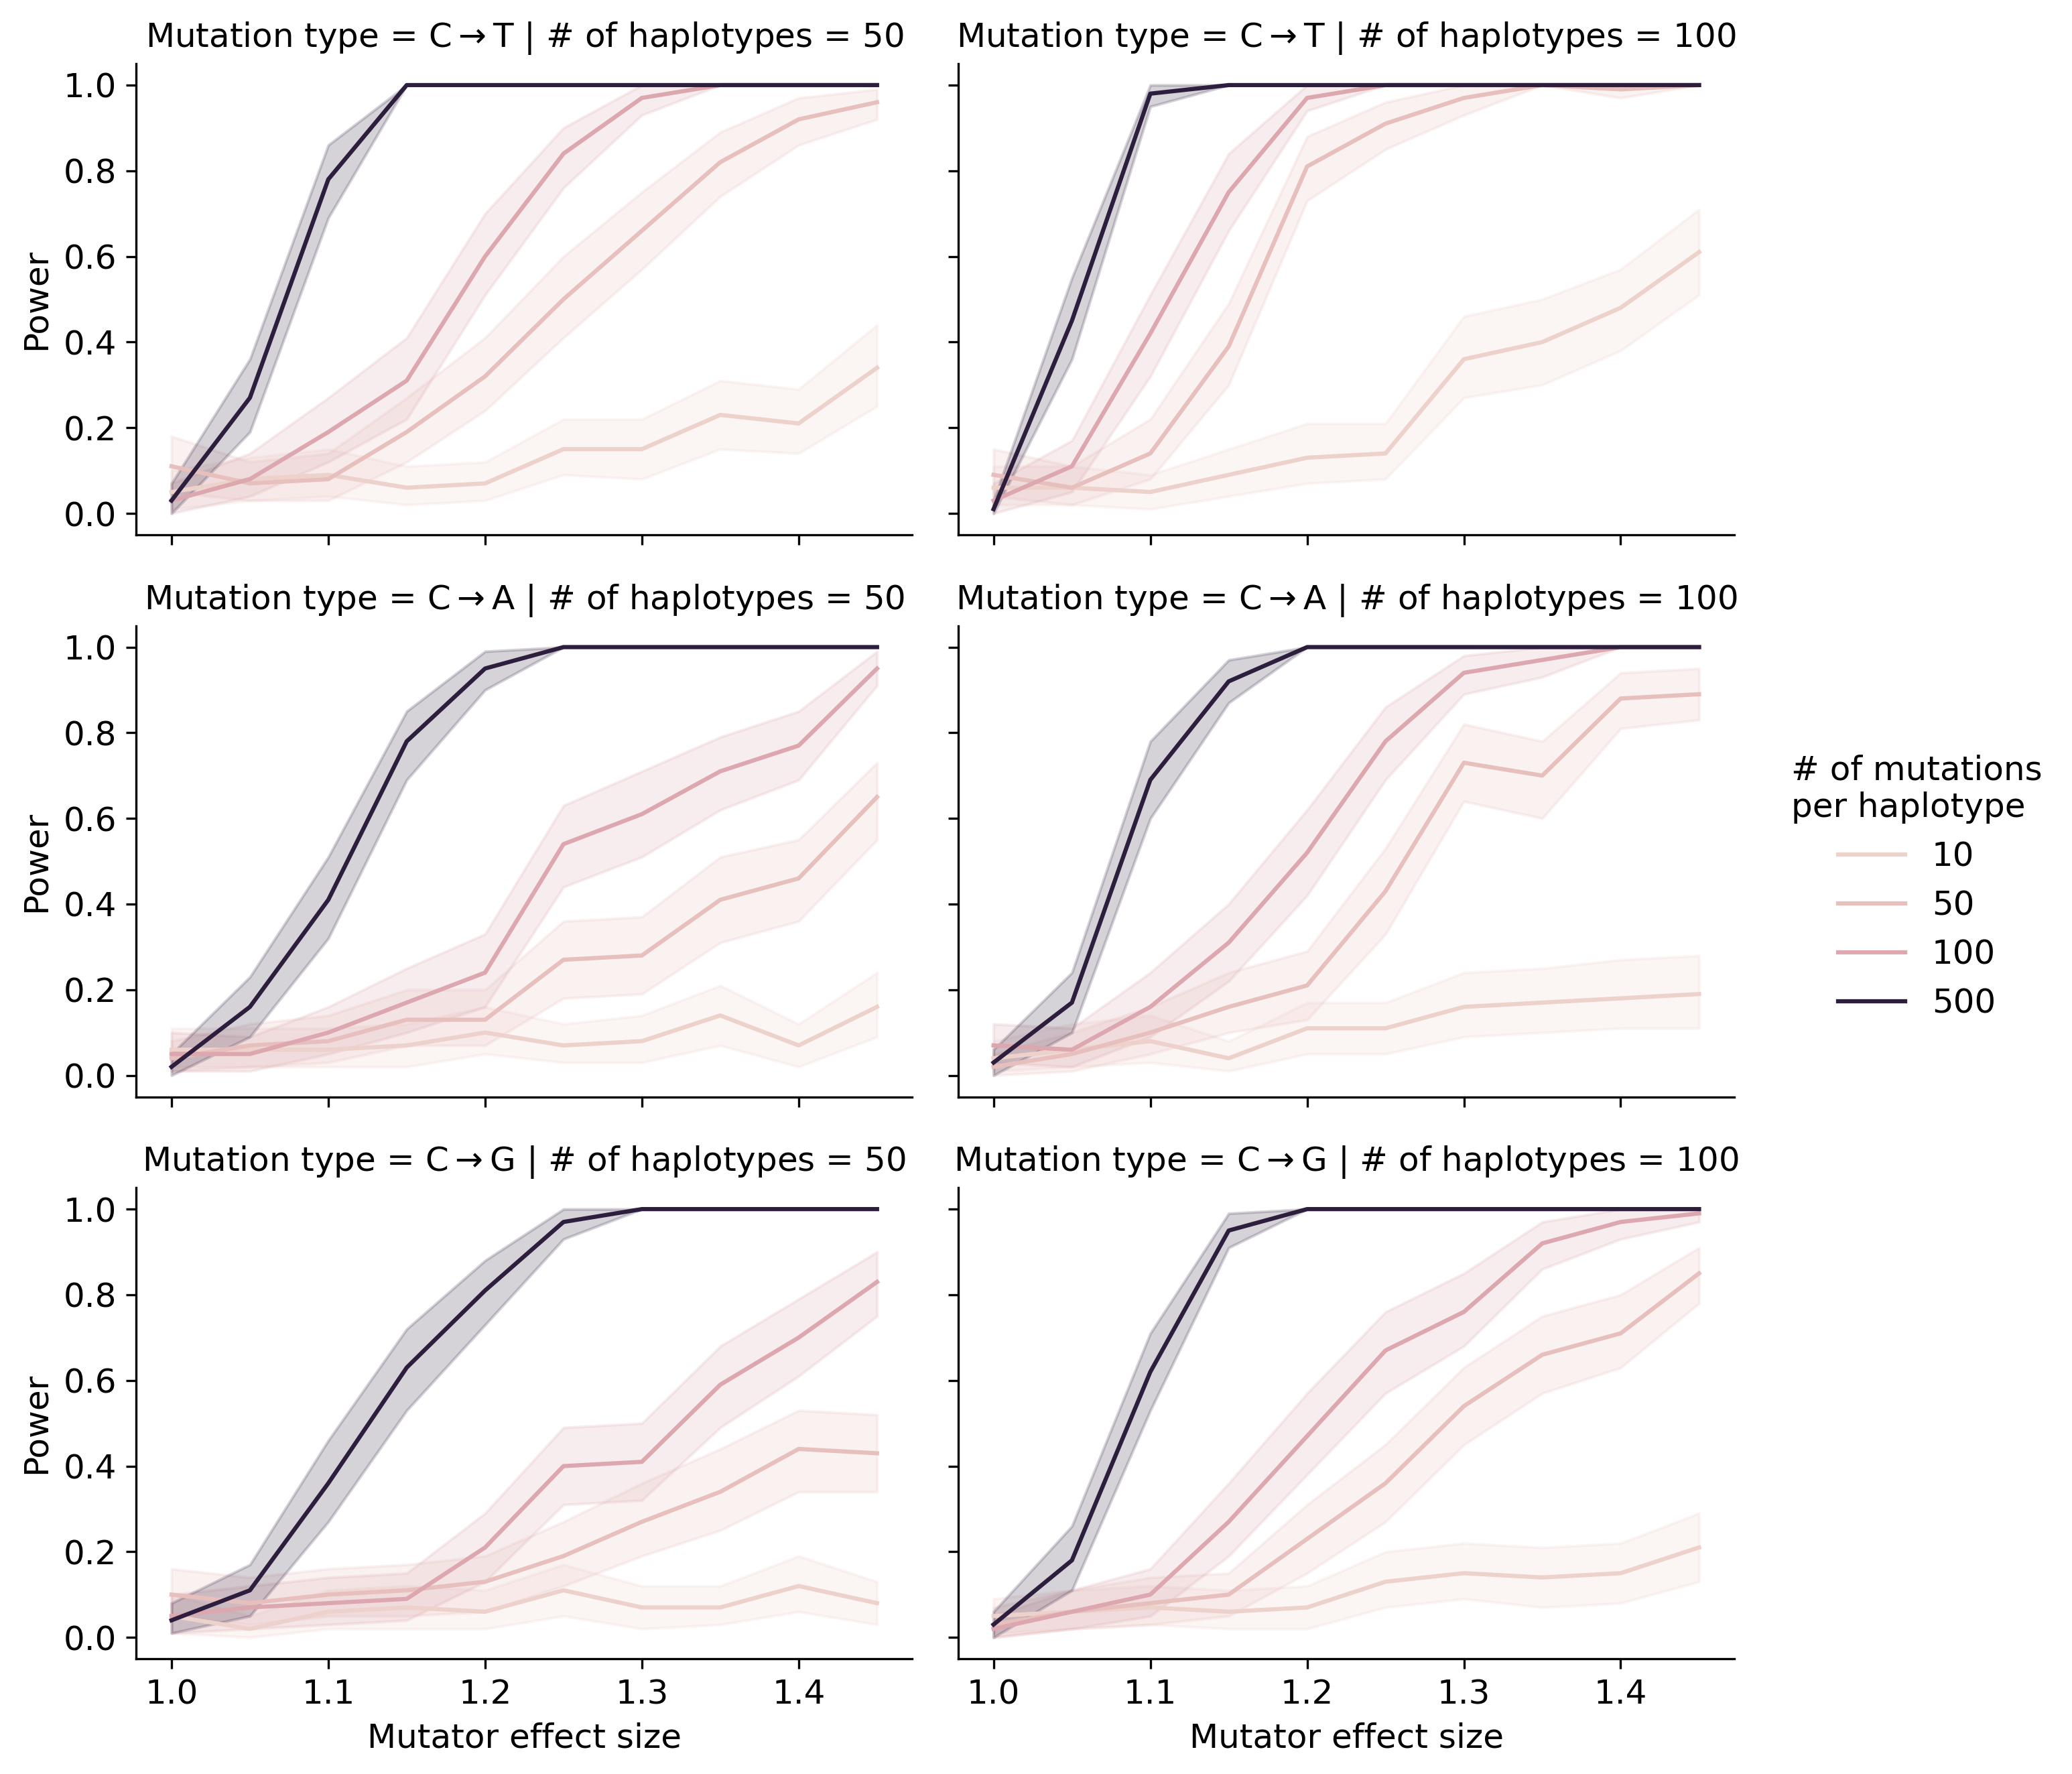 Mutation type = C→T | # of haplotypes = 50
Mutation type = C→T | # of haplotypes = 100
1.0
0.8
0.6
0.4
0.2
0.0
Power
Mutation type = C→A | # of haplotypes = 50
Mutation type = C→A | # of haplotypes = 100
1.0
0.8
0.6
0.4
0.2
0.0
Power
# of mutations
per haplotype
10
50
100
500
Mutation type = C→G | # of haplotypes = 50
Mutation type = C→G | # of haplotypes = 100
1.0
0.8
0.6
0.4
0.2
0.0
Power
1.0 1.1 1.2 1.3 1.4
1.0 1.1 1.2 1.3 1.4
Mutator effect size
Mutator effect size